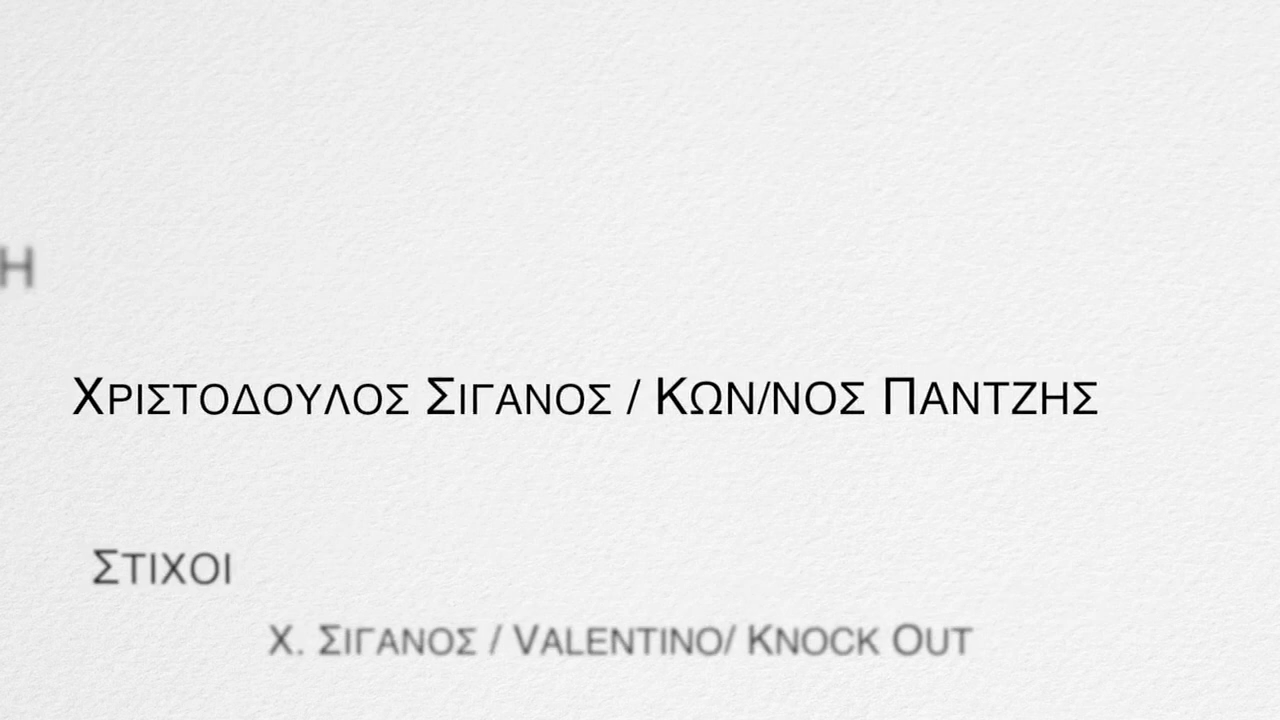 Η
Χριστοδουλος Σιγανος / Κων/νος Παντζης
Στιχοι
Χ. Σιγανος / Valentino/ Knock Out